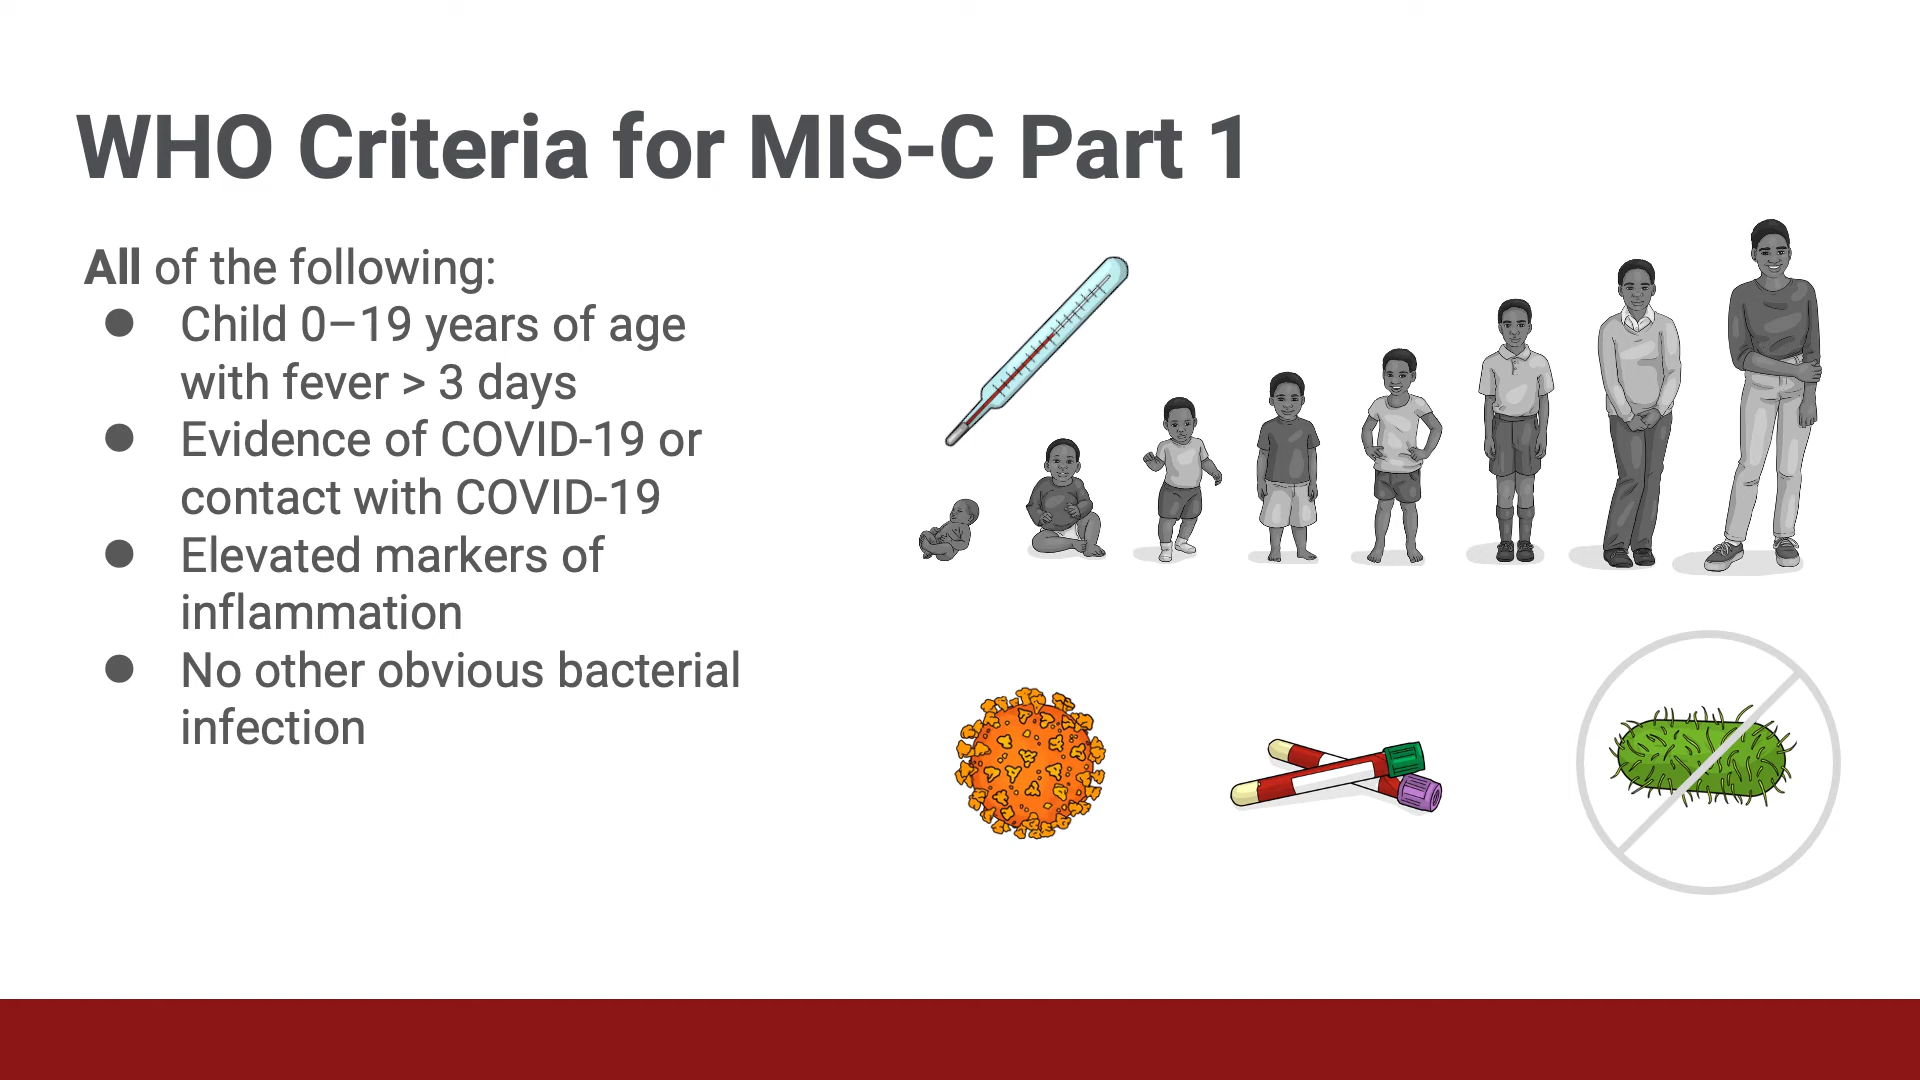 WHO Criteria for MIS-C Part 1
All of the following:
● Child 0–19 years of age
with fever > 3 days
● Evidence of COVID-19 or
contact with COVID-19
● Elevated markers of
inflammation
● No other obvious bacterial
infection